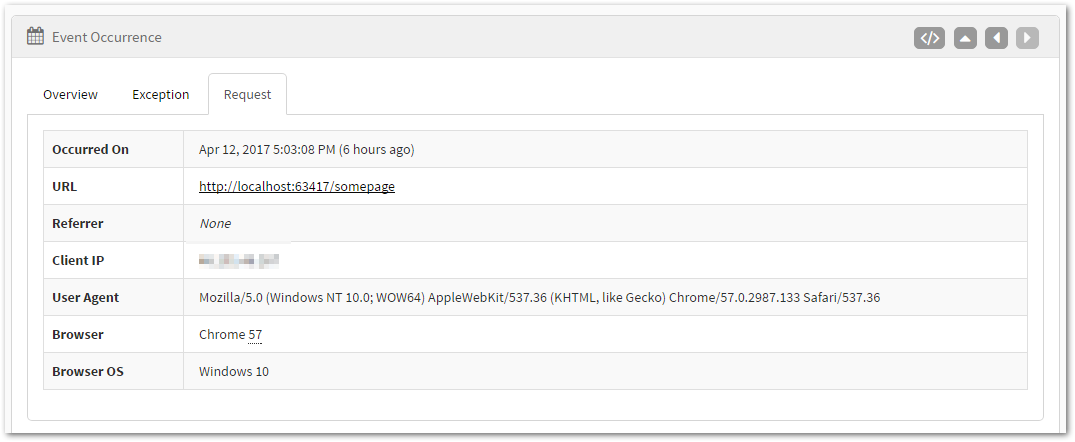 Event Occurrence
</>
Overview Exception Request
Occurred On Apr 12, 2017 5:03:08 PM (6 hours ago)
URL http://localhost:63417/somepage
Referrer None
Client IP
User Agent Mozilla/5.0 (Windows NT 10.0; WOW64) AppleWebKit/537.36 (KHTML, like Gecko) Chrome/57.0.2987.133 Safari/537.36
Browser Chrome 57
Browser OS Windows 10